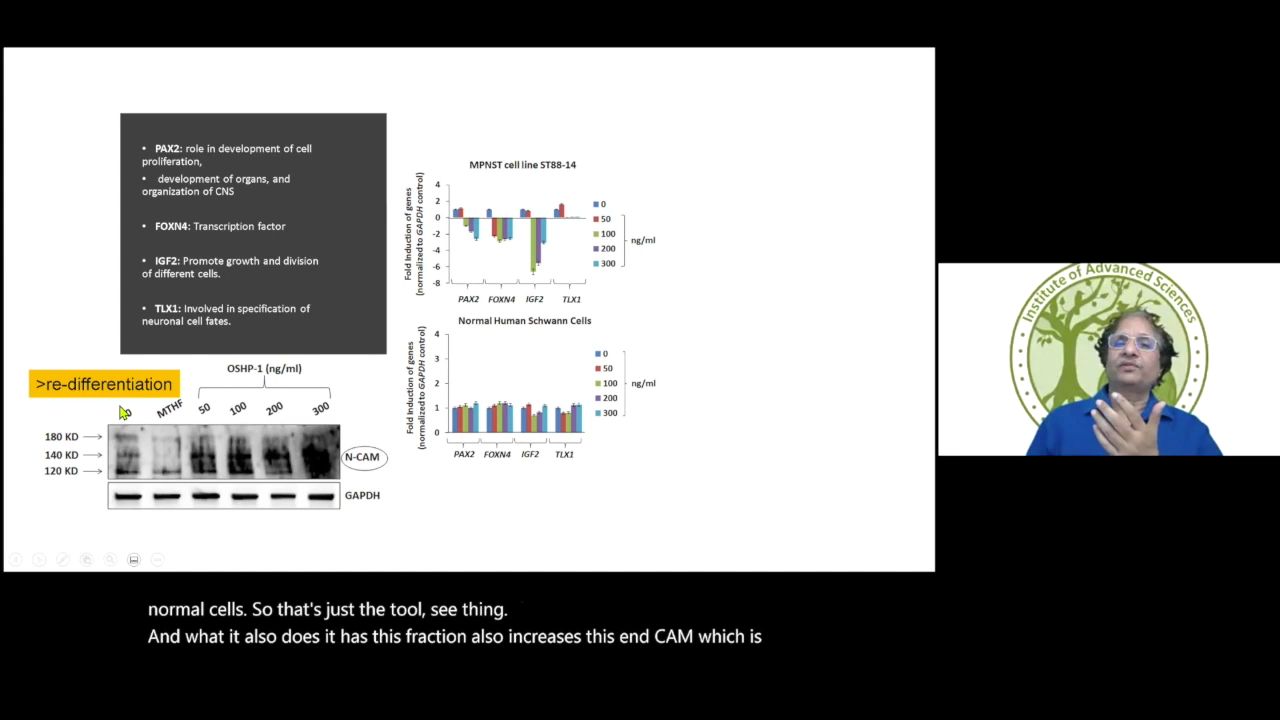 • PAX2: role in development of cell
proliferation,
• development of organs, and
organization of CNS
• FOXN4: Transcription factor
• IGF2: Promote growth and division
of different cells.
• TLX1: Involved in specification of
neuronal cell fates.
>re-differentiation
OSHP-1 (ng/ml)
MTHF 50 100 200 300
180 KD
140 KD
120 KD
N-CAM
GAPDH
MPNST cell line ST88-14
Fold Induction of genes
(normalized to GAPDH control)
4
2
0
-2
-4
-6
-8
PAX2 FOXN4 IGF2 TLX1
0
50
100
200
300
ng/ml
Normal Human Schwann Cells
Fold Induction of genes
(normalized to GAPDH control)
4
3
2
1
0
PAX2 FOXN4 IGF2 TLX1
0
50
100
200
300
ng/ml
Institute of Advanced Sciences
normal cells. So that's just the tool, see thing.
And what it also does it has this fraction also increases this end CAM which is